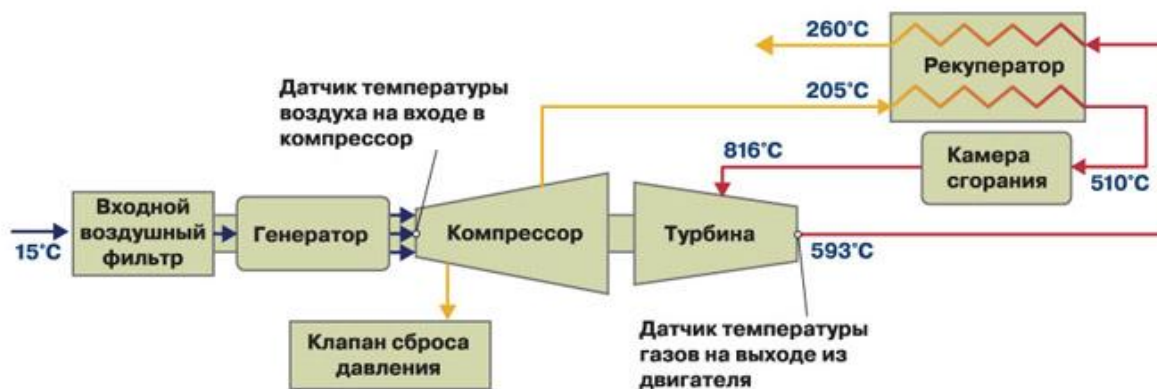 260°C
Рекуператор
205°C
Датчик температуры
воздуха на входе в
компрессор
816°C
Камера
сгорания
510°C
Входной
воздушный
фильтр
15°C
Генератор
Компрессор
Турбина
593°C
Клапан сброса
давления
Датчик температуры
газов на выходе из
двигателя